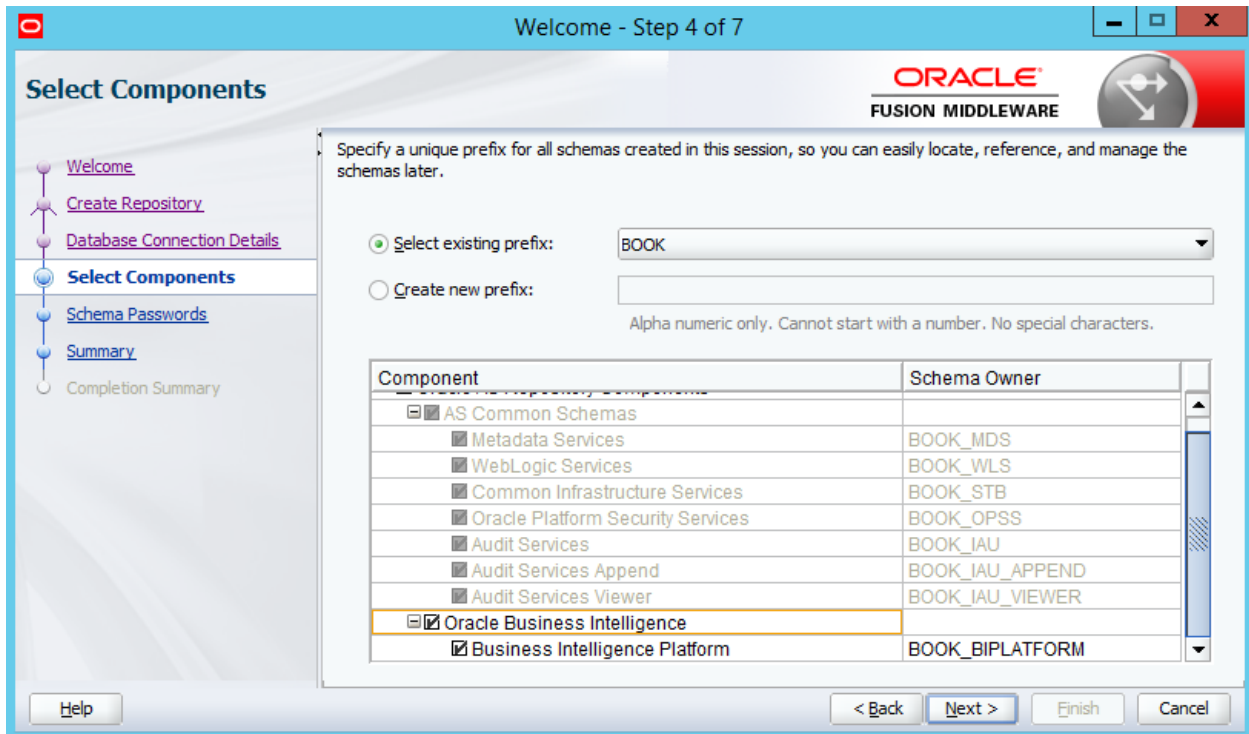 Welcome - Step 4 of 7
Select Components
ORACLE
FUSION MIDDLEWARE
Welcome
Create Repository
Database Connection Details
Select Components
Schema Passwords
Summary
Completion Summary
Specify a unique prefix for all schemas created in this session, so you can easily locate, reference, and manage the
schemas later.
Select existing prefix: BOOK
Create new prefix:
Alpha numeric only. Cannot start with a number. No special characters.
Component Schema Owner
Oracle AS Repository Components
AS Common Schemas
Metadata Services BOOK_MDS
WebLogic Services BOOK_WLS
Common Infrastructure Services BOOK_STB
Oracle Platform Security Services BOOK_OPSS
Audit Services BOOK_IAU
Audit Services Append BOOK_IAU_APPEND
Audit Services Viewer BOOK_IAU_VIEWER
Oracle Business Intelligence
Business Intelligence Platform BOOK_BIPLATFORM
Help < Back Next > Finish Cancel